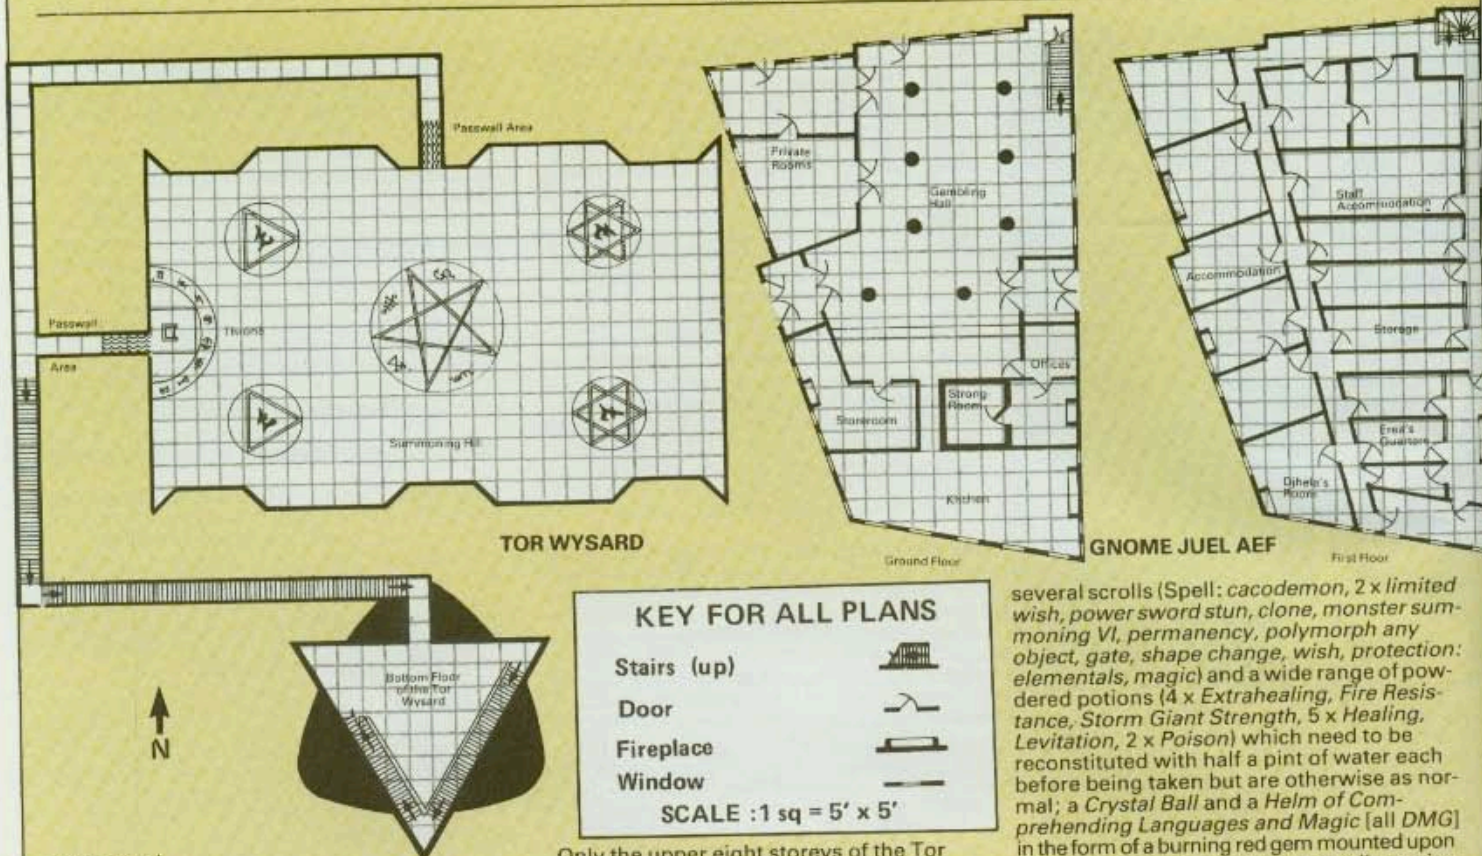 Passwall Area
Passwall
Area
Throne
Summoning Hll
TOR WYSARD
Bottom Floor
of the Tor
Wysard
N
Private
Rooms
Gambling
Hall
Offices
Strong
Room
Storeroom
Kitchen
Ground Floor
GNOME JUEL AEF
Staff
Accommodation
Accommodation
Storage
Quarters
Djhela's
Room
First Floor
KEY FOR ALL PLANS
Stairs (up)
Door
Fireplace
Window
SCALE :1 sq = 5' x 5'
Only the upper eight storeys of the Tor
several scrolls (Spell: cacodemon, 2 x limited
wish, power sword stun, clone, monster sum-
moning VI, permanency, polymorph any
object, gate, shape change, wish, protection:
elementals, magic) and a wide range of pow-
dered potions (4 x Extrahealing, Fire Resis-
tance, Storm Giant Strength, 5 x Healing,
Levitation, 2 x Poison) which need to be
reconstituted with half a pint of water each
before being taken but are otherwise as nor-
mal; a Crystal Ball and a Helm of Com-
prehending Languages and Magic [all DMG]
in the form of a burning red gem mounted upon